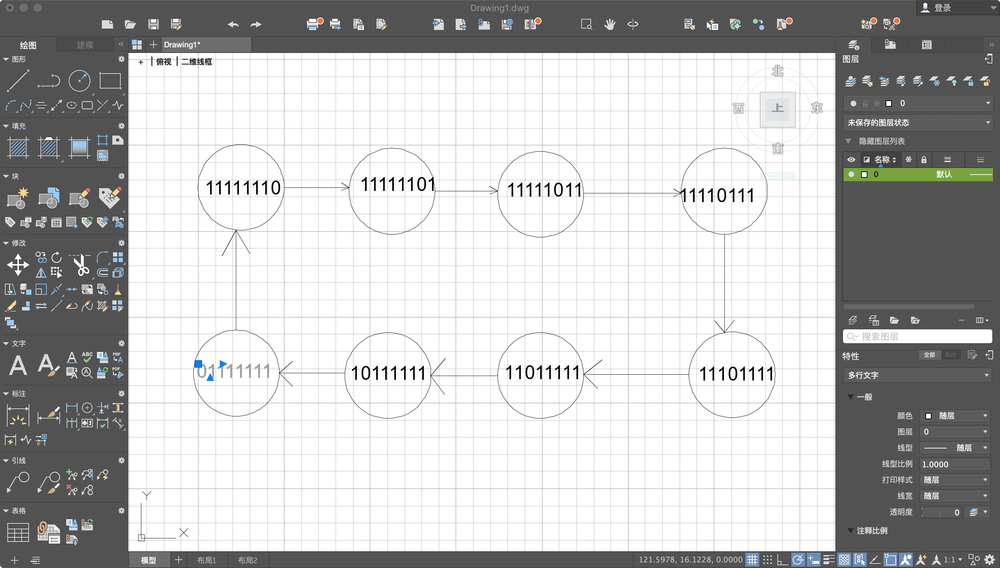 Drawing1.dwg
登录
绘图
建模
Drawing1*
图形
填充
块
修改
文字
A
A
A
ABC
A
PDF
A
A
A
A
PDF
标注
引线
表格
+ 俯视 二维线框
北
西
上
东
南
WCS
11111110
11111101
11111011
11110111
01111111
10111111
11011111
11101111
Y
X
图层
0
未保存的图层状态
隐藏图层列表
名称
0
默认
搜索图层
特性
全部
我的
多行文字
一般
颜色
随层
图层
0
线型
随层
线型比例
1.0000
打印样式
随层
线宽
随层
透明度
0
注释比例
模型
布局1
布局2
121.5978, 16.1228, 0.0000
1:1